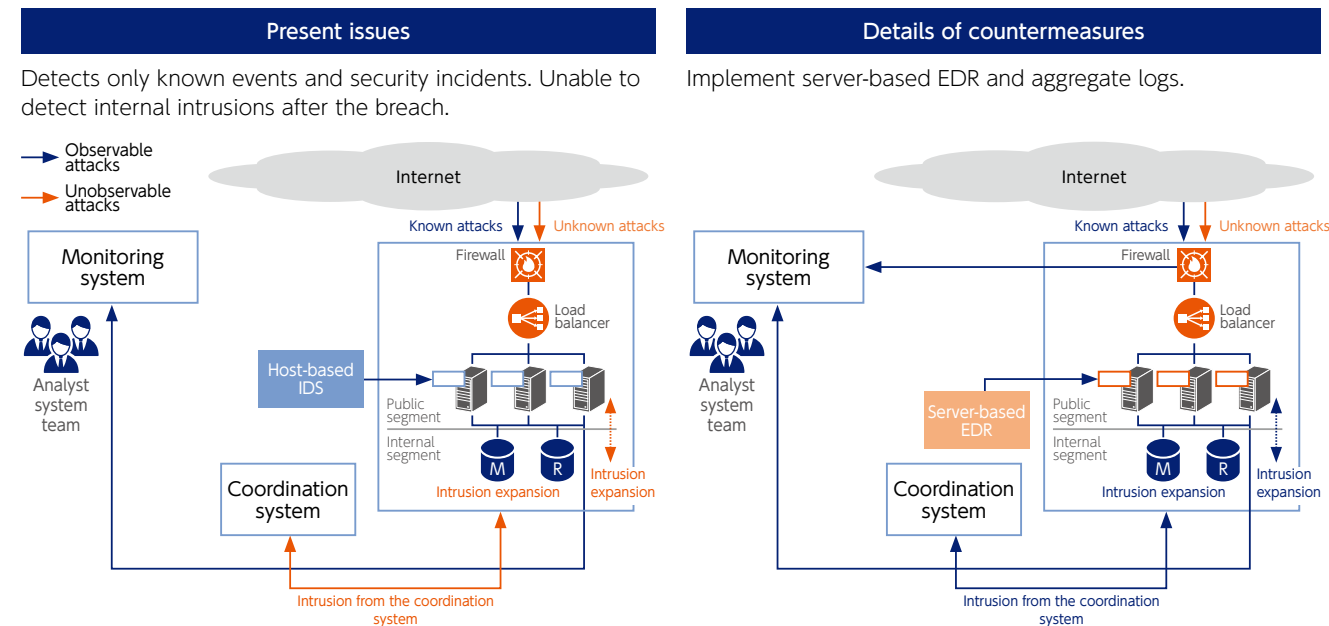 Present issues
Detects only known events and security incidents. Unable to
detect internal intrusions after the breach.
Observable
attacks
Unobservable
attacks
Internet
Known attacks
Unknown attacks
Monitoring
system
Firewall
Load
balancer
Analyst
system
team
Host-based
IDS
Public
segment
Internal
segment
M
R
Intrusion expansion
Intrusion
expansion
Coordination
system
Intrusion from the coordination
system
Details of countermeasures
Implement server-based EDR and aggregate logs.
Internet
Known attacks
Unknown attacks
Monitoring
system
Firewall
Load
balancer
Analyst
system
team
Server-based
EDR
Public
segment
Internal
segment
M
R
Intrusion expansion
Intrusion
expansion
Coordination
system
Intrusion from the coordination
system